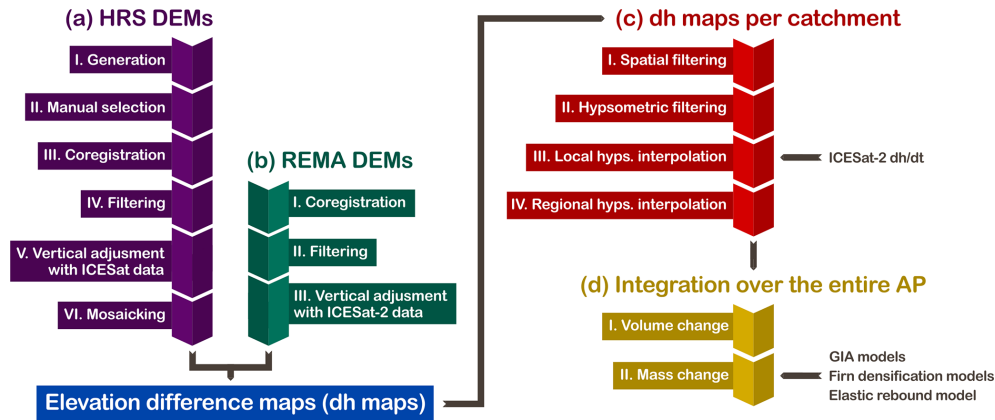 (a) HRS DEMs
I. Generation
II. Manual selection
III. Coregistration
IV. Filtering
V. Vertical adjusment
with ICESat data
VI. Mosaicking
(b) REMA DEMs
I. Coregistration
II. Filtering
III. Vertical adjusment
with ICESat-2 data
Elevation difference maps (dh maps)
(c) dh maps per catchment
I. Spatial filtering
II. Hypsometric filtering
III. Local hyps. interpolation
ICESat-2 dh/dt
IV. Regional hyps. interpolation
(d) Integration over the entire AP
I. Volume change
II. Mass change
GIA models
Firn densification models
Elastic rebound model